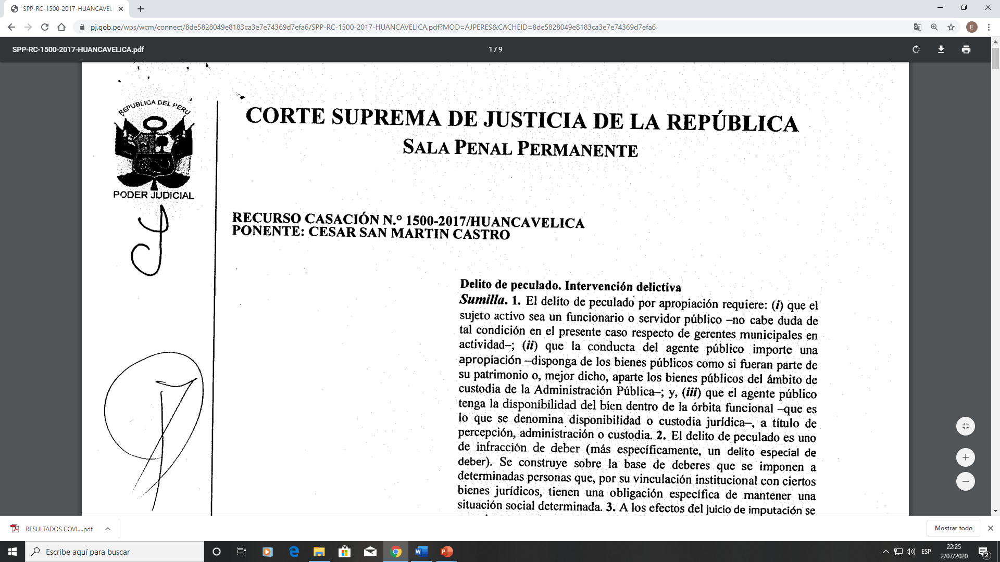 SPP-RC-1500-2017-HUANCAVELI
pj.gob.pe/wps/wcm/connect/8de5828049e8183ca3e7e74369d7efa6/SPP-RC-1500-2017-HUANCAVELICA.pdf?MOD=AJPERES&CACHEID=8de5828049e8183ca3e7e74369d7efa6
E
SPP-RC-1500-2017-HUANCAVELICA.pdf
1 / 9
REPUBLICA DEL PERU
PODER JUDICIAL
CORTE SUPREMA DE JUSTICIA DE LA REPÚBLICA
SALA PENAL PERMANENTE
RECURSO CASACIÓN N.° 1500-2017/HUANCAVELICA
PONENTE: CESAR SAN MARTIN CASTRO
Delito de peculado. Intervención delictiva
Sumilla. 1. El delito de peculado por apropiación requiere: (i) que el
sujeto activo sea un funcionario o servidor público –no cabe duda de
tal condición en el presente caso respecto de gerentes municipales en
actividad–; (ii) que la conducta del agente público importe una
apropiación –disponga de los bienes públicos como si fueran parte de
su patrimonio o, mejor dicho, aparte los bienes públicos del ámbito de
custodia de la Administración Pública–; y, (iii) que el agente público
tenga la disponibilidad del bien dentro de la órbita funcional –que es
lo que se denomina disponibilidad o custodia jurídica–, a título de
percepción, administración o custodia. 2. El delito de peculado es uno
de infracción de deber (más específicamente, un delito especial de
deber). Se construye sobre la base de deberes que se imponen a
determinadas personas que, por su vinculación institucional con ciertos
bienes jurídicos, tienen una obligación específica de mantener una
situación social determinada. 3. A los efectos del juicio de imputación se
RESULTADOS COVI....pdf
Mostrar todo
Escribe aquí para buscar
ESP
22:25
2/07/2020
2